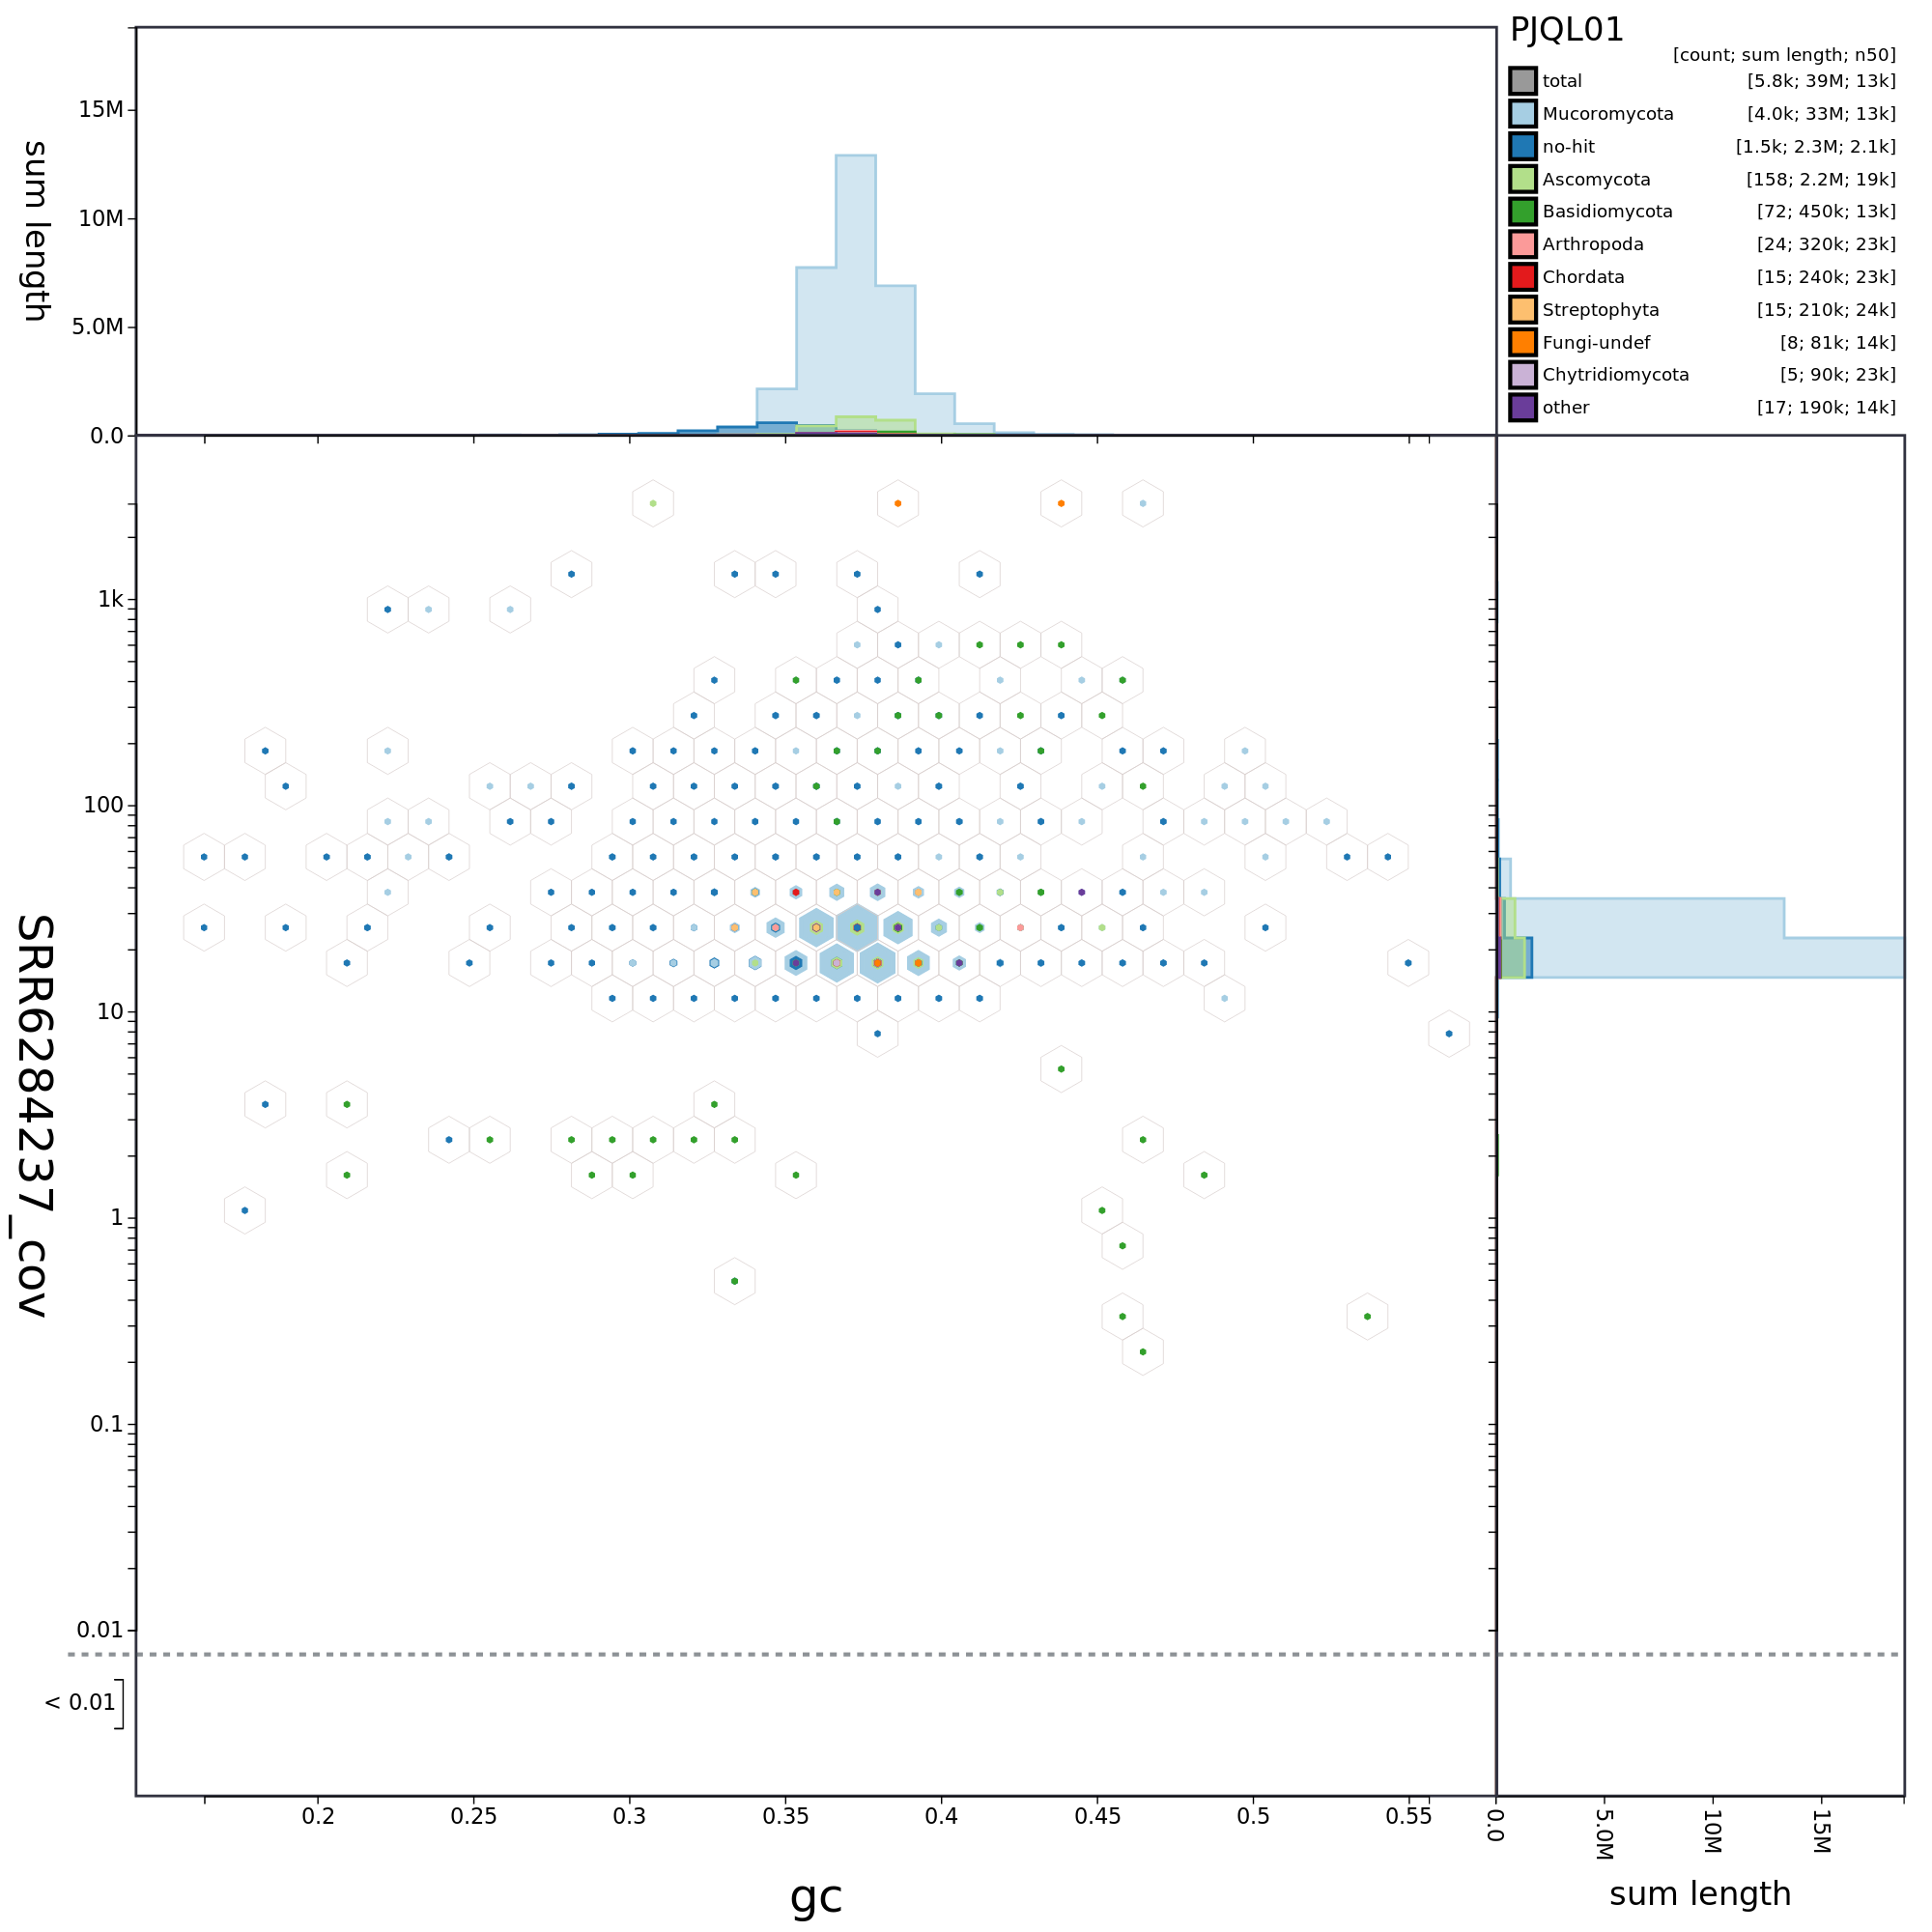 PJQL01
[count; sum length; n50]
total [5.8k; 39M; 13k]
Mucoromycota [4.0k; 33M; 13k]
no-hit [1.5k; 2.3M; 2.1k]
Ascomycota [158; 2.2M; 19k]
Basidiomycota [72; 450k; 13k]
Arthropoda [24; 320k; 23k]
Chordata [15; 240k; 23k]
Streptophyta [15; 210k; 24k]
Fungi-undef [8; 81k; 14k]
Chytridiomycota [5; 90k; 23k]
other [17; 190k; 14k]
sum length
15M
10M
5.0M
0.0
SRR6284237_cov
1k
100
10
1
0.1
0.01
< 0.01
0.2 0.25 0.3 0.35 0.4 0.45 0.5 0.55
gc
0.0 5.0M 10M 15M
sum length